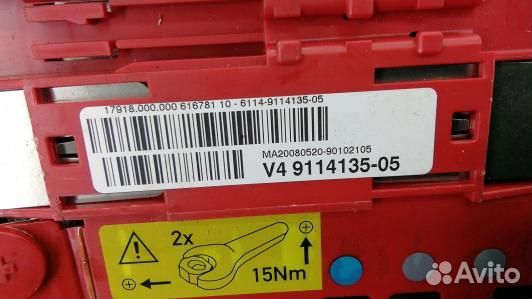 17918.000.000 616781 10 - 6114-9114135-05
MA20080520-90102105
V4 9114135-05
2x
15Nm
Avito